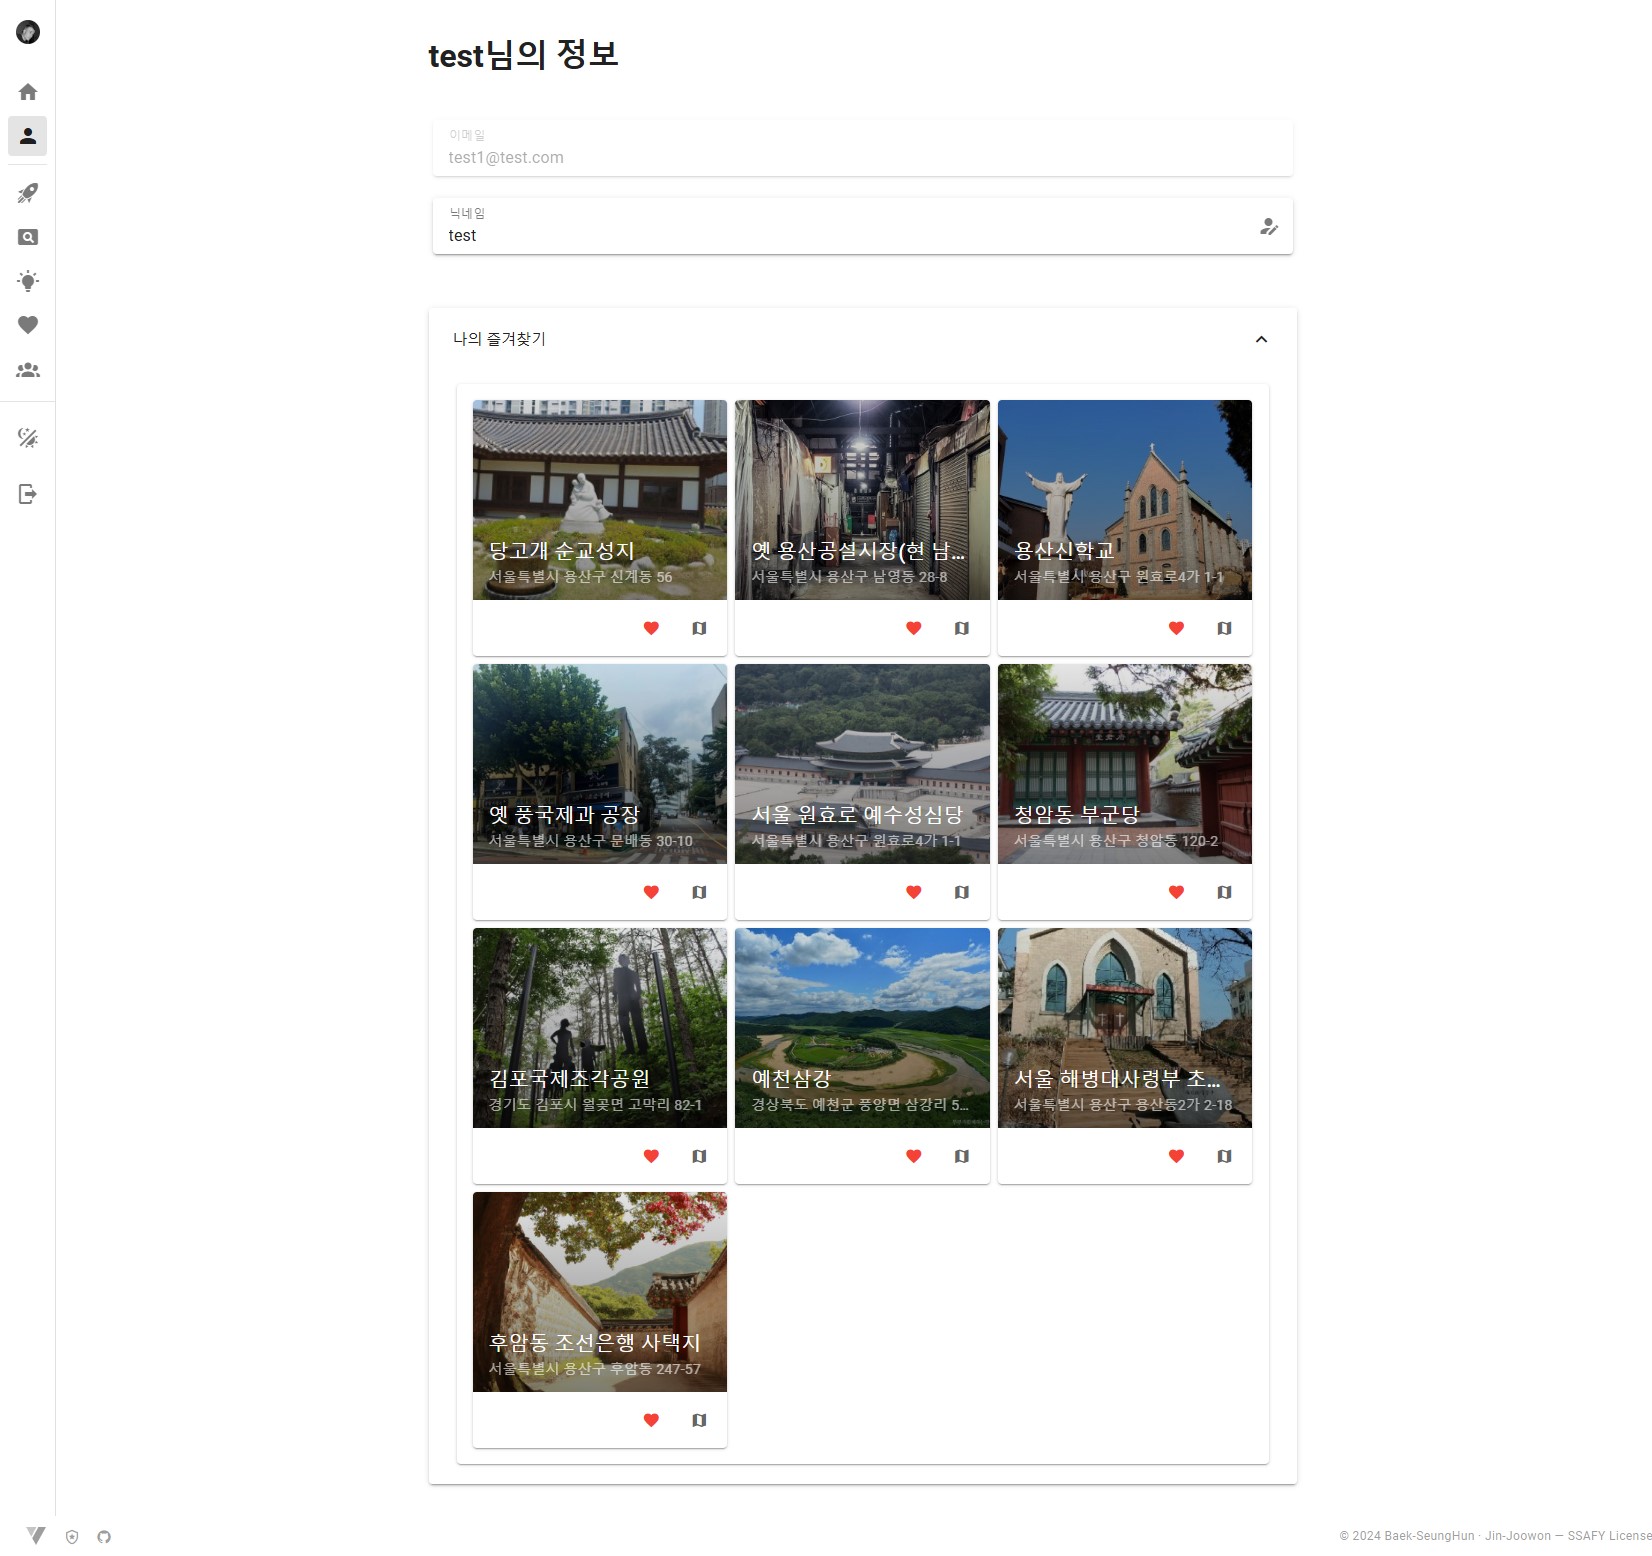 test님의 정보
이메일
test1@test.com
닉네임
test
나의 즐겨찾기
당고개 순교성지
서울특별시 용산구 신계동 56
옛 용산공설시장(현 남...
서울특별시 용산구 남영동 28-8
용산신학교
서울특별시 용산구 원효로4가 1-1
옛 풍국제과 공장
서울특별시 용산구 문배동 30-10
서울 원효로 예수성심당
서울특별시 용산구 원효로4가 1-1
청암동 부군당
서울특별시 용산구 청암동 120-2
김포국제조각공원
경기도 김포시 월곶면 고막리 82-1
예천삼강
경상북도 예천군 풍양면 삼강리 5...
서울 해병대사령부 초...
서울특별시 용산구 용산동2가 2-18
후암동 조선은행 사택지
서울특별시 용산구 후암동 247-57
© 2024 Baek-SeungHun · Jin-Joowon — SSAFY License